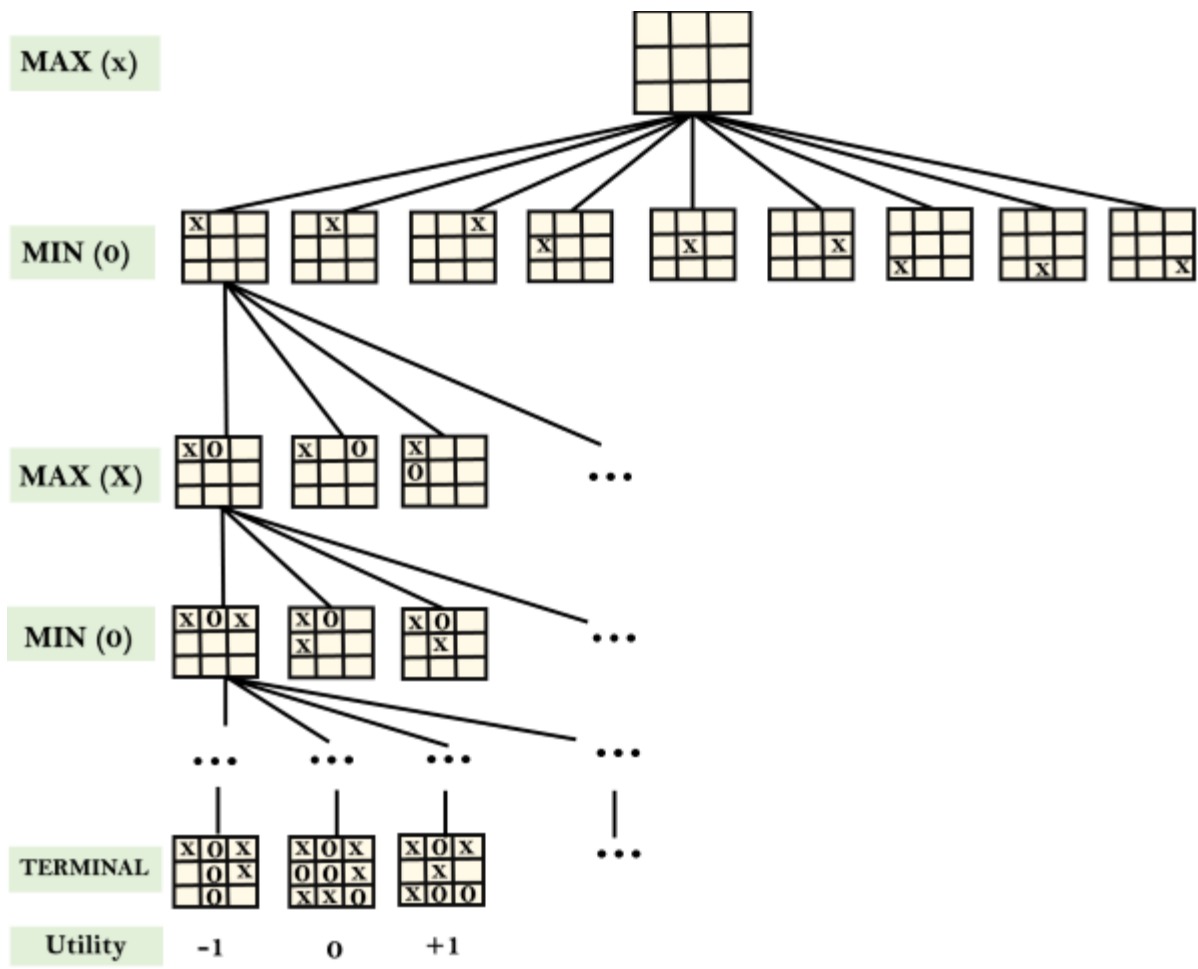 MAX (x)
X X X
MIN (0)
X X X
X X X
X O X O X
MAX (X)
O
...
X O X X O X O
MIN (0)
X X
...
... ... ... ...
X O X X O X X O X
TERMINAL
O X O O X X
...
O X X O X O O
Utility -1 0 +1